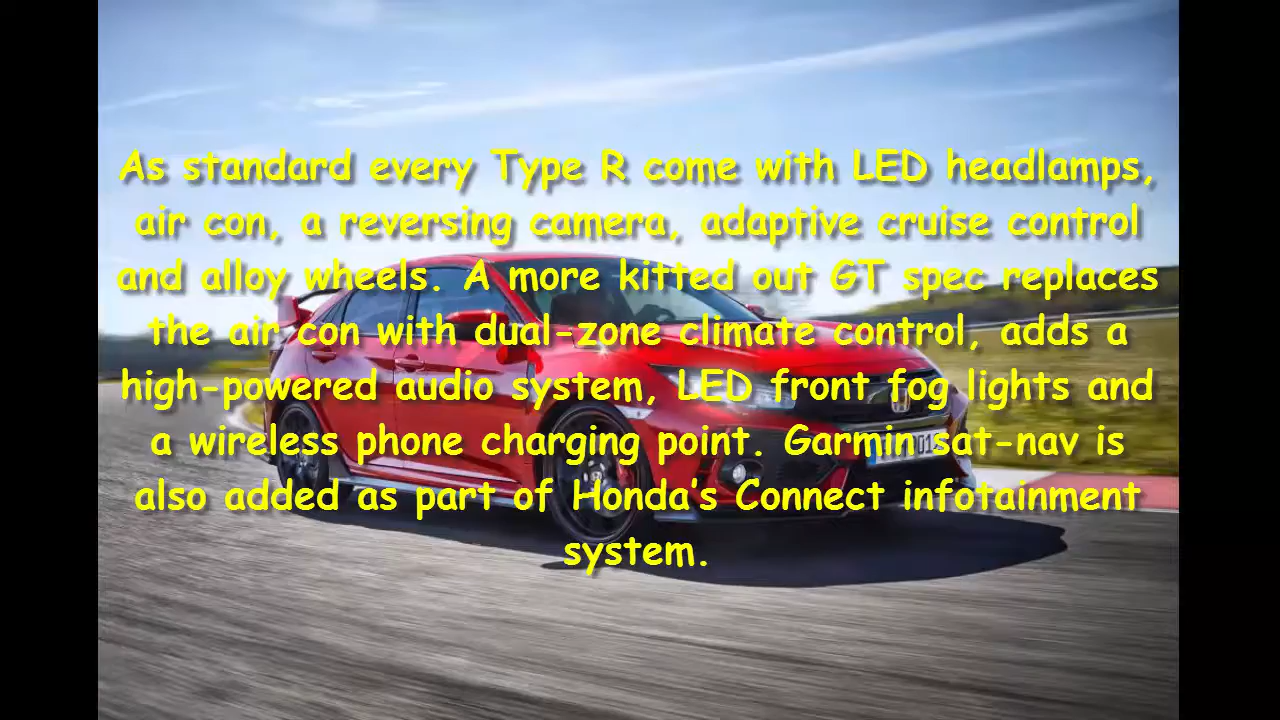 As standard every Type R come with LED headlamps,
air con, a reversing camera, adaptive cruise control
and alloy wheels. A more kitted out GT spec replaces
the air con with dual-zone climate control, adds a
high-powered audio system, LED front fog lights and
a wireless phone charging point. Garmin sat-nav is
also added as part of Honda’s Connect infotainment
system.